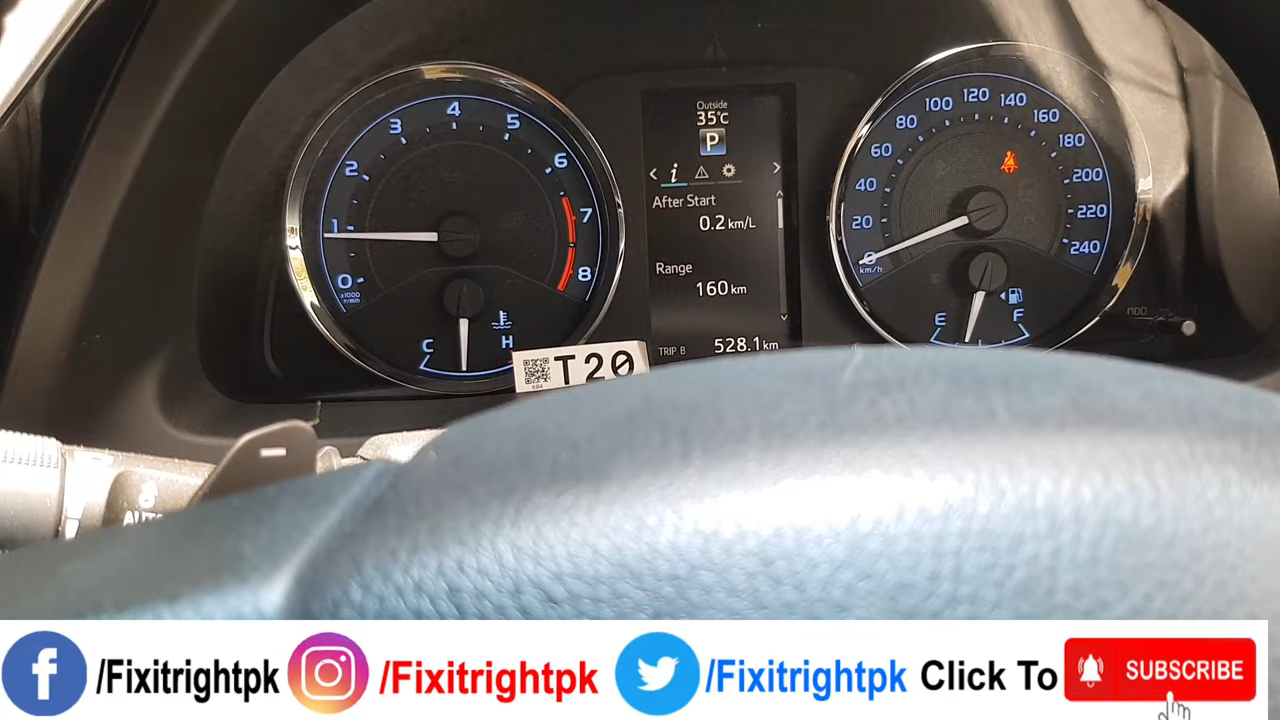 0 1 2 3 4 5 6 7 8
x1000
r/min
C H
T20
Outside
35°C
P
< i >
After Start
0.2 km/L
Range
160 km
TRIP B 528.1 km
0 20 40 60 80 100 120 140 160 180 200 220 240
km/h
E F
AUTO
/Fixitrightpk /Fixitrightpk /Fixitrightpk Click To SUBSCRIBE